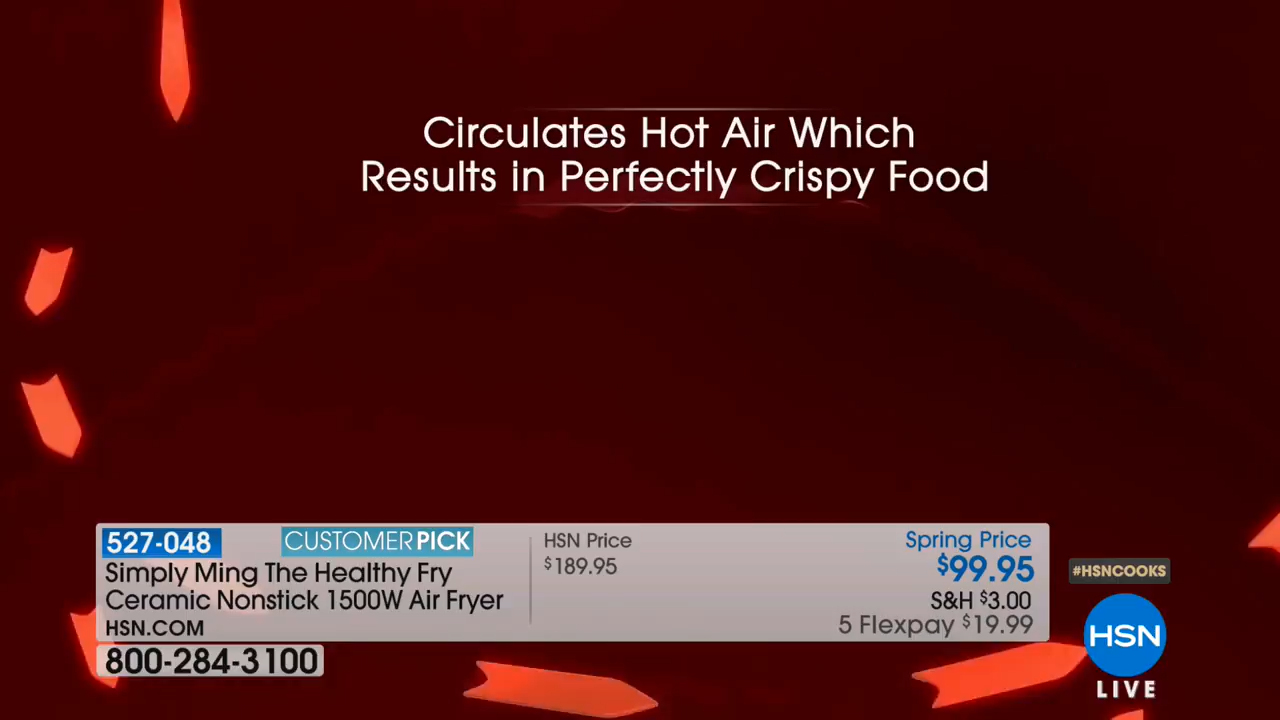 Circulates Hot Air Which
Results in Perfectly Crispy Food
527-048
CUSTOMERPICK
Simply Ming The Healthy Fry
Ceramic Nonstick 1500W Air Fryer
HSN.COM
800-284-3100
HSN Price
$189.95
Spring Price
$99.95
S&H $3.00
5 Flexpay $19.99
#HSNCOOKS
HSN
LIVE